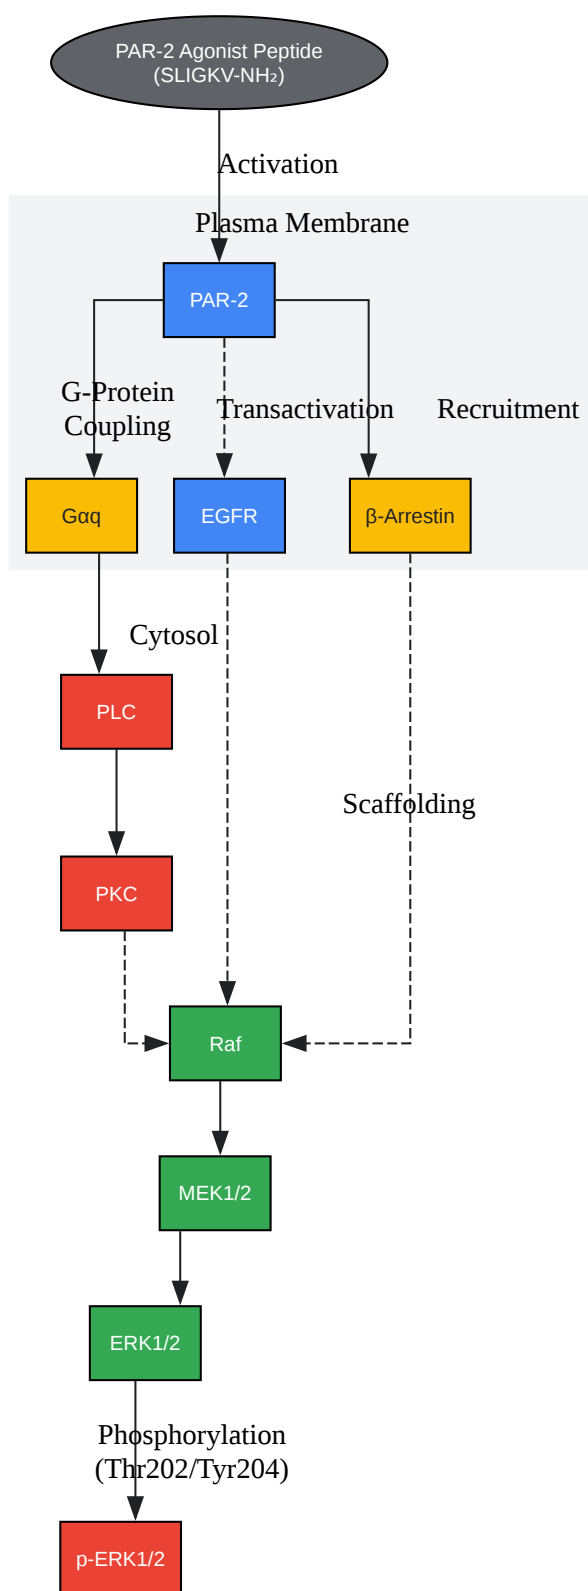 PAR-2 Agonist Peptide
(SLIGKV-NH₂)
Activation
Plasma Membrane
PAR-2
G-Protein
Coupling
Transactivation
Recruitment
Gαq
EGFR
β-Arrestin
Cytosol
PLC
Scaffolding
PKC
Raf
MEK1/2
ERK1/2
Phosphorylation
(Thr202/Tyr204)
p-ERK1/2